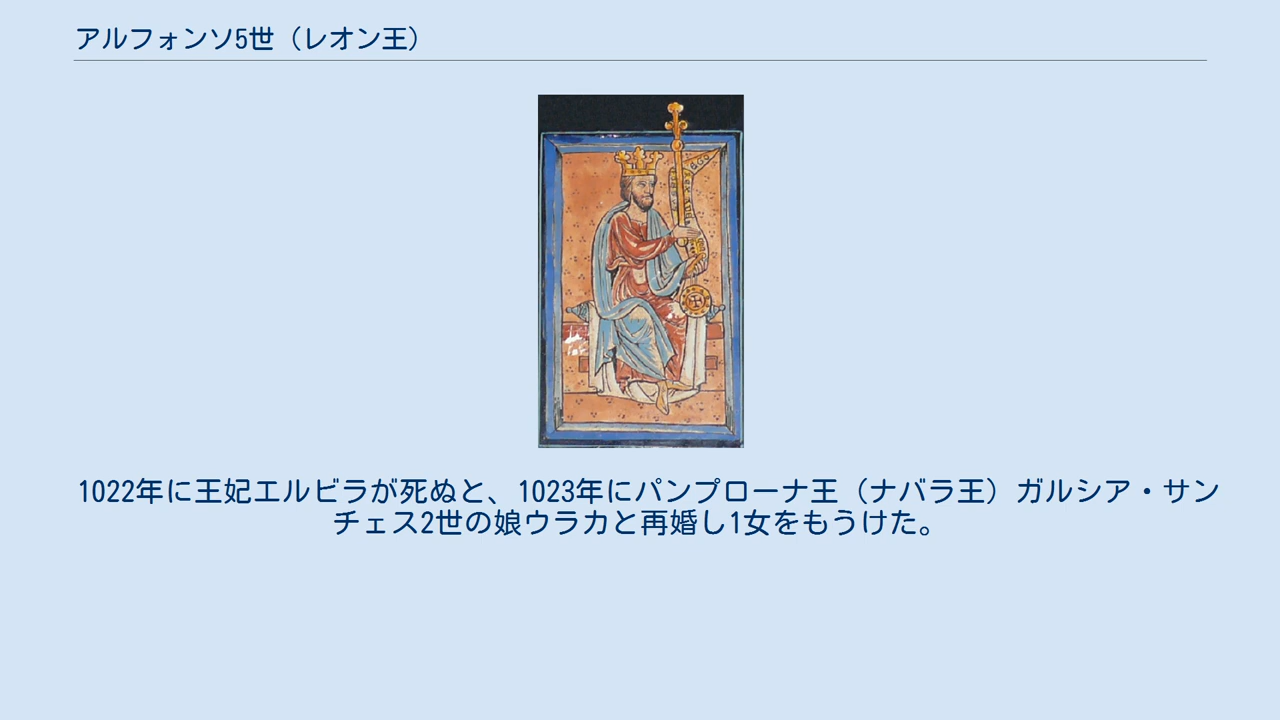 アルフォンソ5世（レオン王）
1022年に王妃エルビラが死ぬと、1023年にパンプローナ王（ナバラ王）ガルシア・サン
チェス2世の娘ウラカと再婚し1女をもうけた。